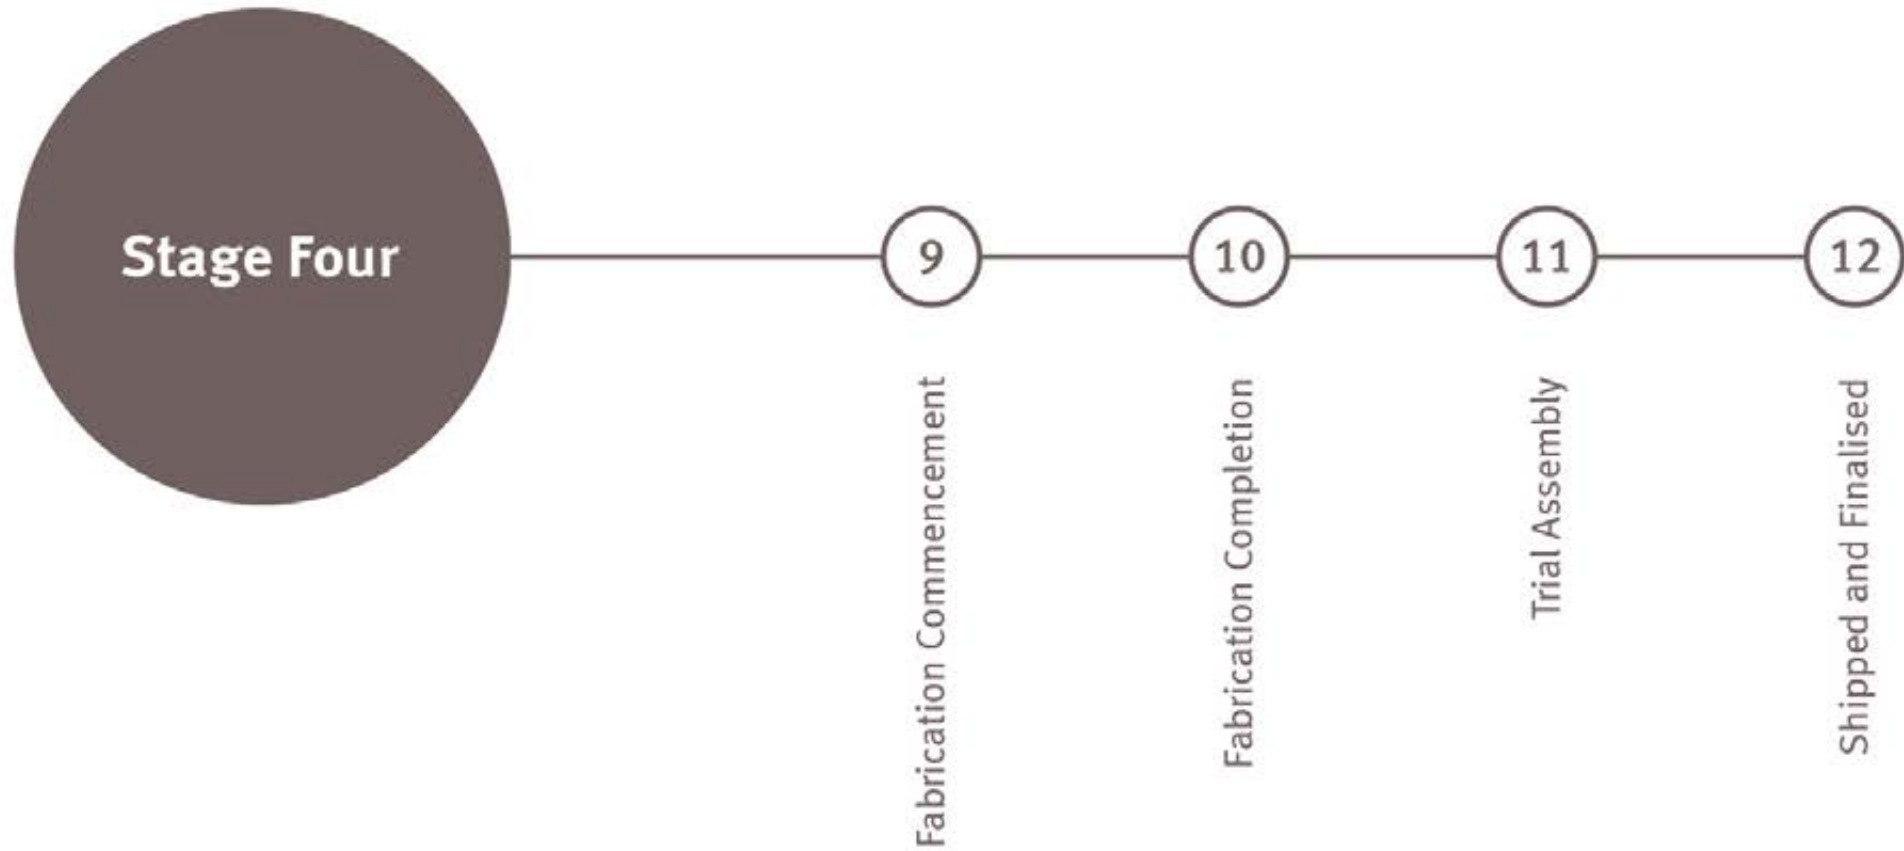 Stage Four
9
10
11
12
Fabrication Commencement
Fabrication Completion
Trial Assembly
Shipped and Finalised